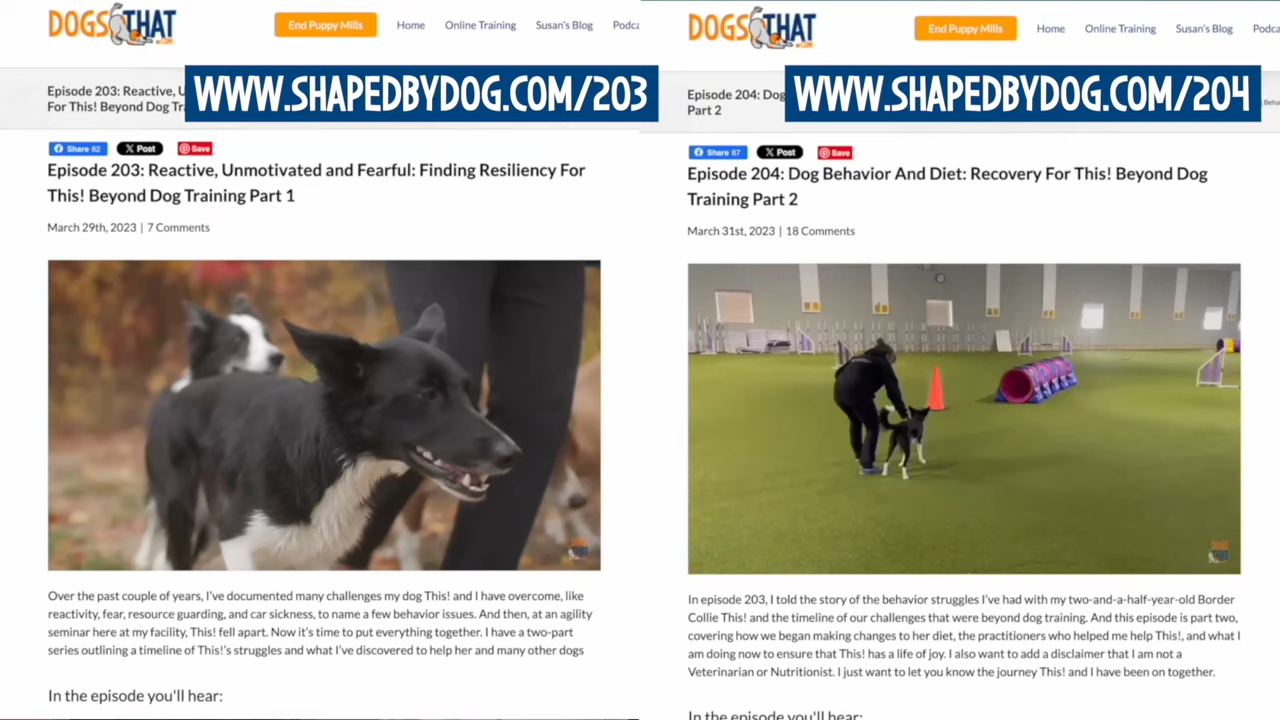 DOGSTHAT
.COM
End Puppy Mills
Home
Online Training
Susan's Blog
Podca
WWW.SHAPEDBYDOG.COM/203
Episode 203: Reactive, U
For This! Beyond Dog Tra
Share 82
Post
Save
Episode 203: Reactive, Unmotivated and Fearful: Finding Resiliency For
This! Beyond Dog Training Part 1
March 29th, 2023 | 7 Comments
DOGS
THAT
Over the past couple of years, I've documented many challenges my dog This! and I have overcome, like
reactivity, fear, resource guarding, and car sickness, to name a few behavior issues. And then, at an agility
seminar here at my facility, This! fell apart. Now it's time to put everything together. I have a two-part
series outlining a timeline of This!'s struggles and what I've discovered to help her and many other dogs
In the episode you'll hear:
DOGSTHAT
.COM
End Puppy Mills
Home
Online Training
Susan's Blog
Podca
WWW.SHAPEDBYDOG.COM/204
Episode 204: Dog
Part 2
Beha
Share 87
Post
Save
Episode 204: Dog Behavior And Diet: Recovery For This! Beyond Dog
Training Part 2
March 31st, 2023 | 18 Comments
DOGS
THAT
In episode 203, I told the story of the behavior struggles I've had with my two-and-a-half-year-old Border
Collie This! and the timeline of our challenges that were beyond dog training. And this episode is part two,
covering how we began making changes to her diet, the practitioners who helped me help This!, and what I
am doing now to ensure that This! has a life of joy. I also want to add a disclaimer that I am not a
Veterinarian or Nutritionist. I just want to let you know the journey This! and I have been on together.
In the episode you'll hear: